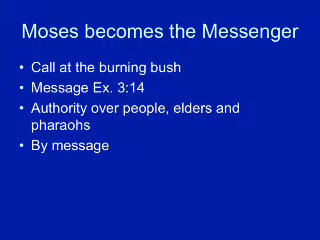 Moses becomes the Messenger
• Call at the burning bush
• Message Ex. 3:14
• Authority over people, elders and
pharaohs
• By message